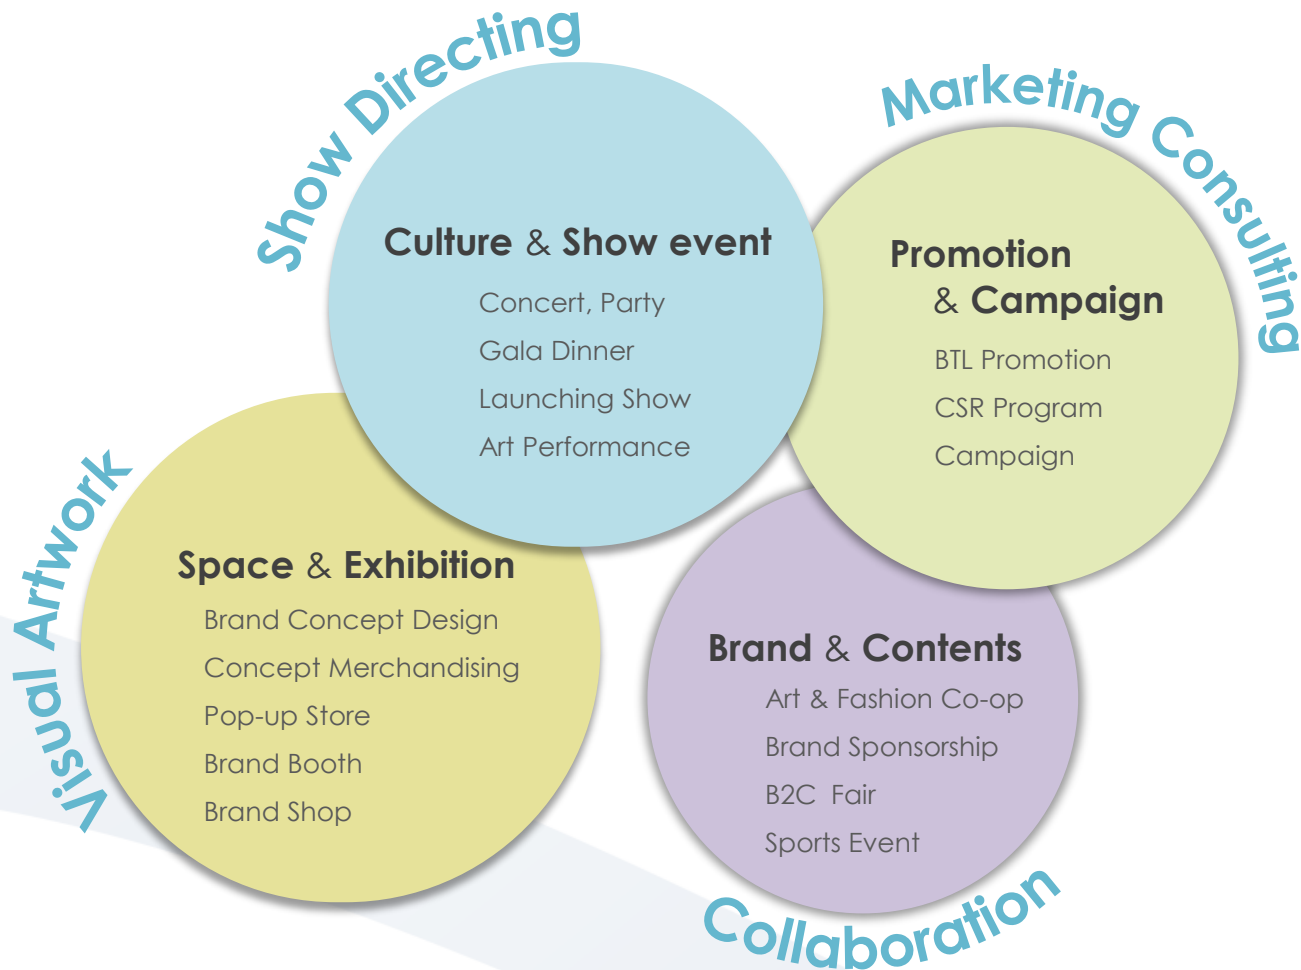 Show Directing
Culture & Show event
Concert, Party
Gala Dinner
Launching Show
Art Performance
Marketing Consulting
Promotion
& Campaign
BTL Promotion
CSR Program
Campaign
Visual Artwork
Space & Exhibition
Brand Concept Design
Concept Merchandising
Pop-up Store
Brand Booth
Brand Shop
Brand & Contents
Art & Fashion Co-op
Brand Sponsorship
B2C  Fair
Sports Event
Collaboration